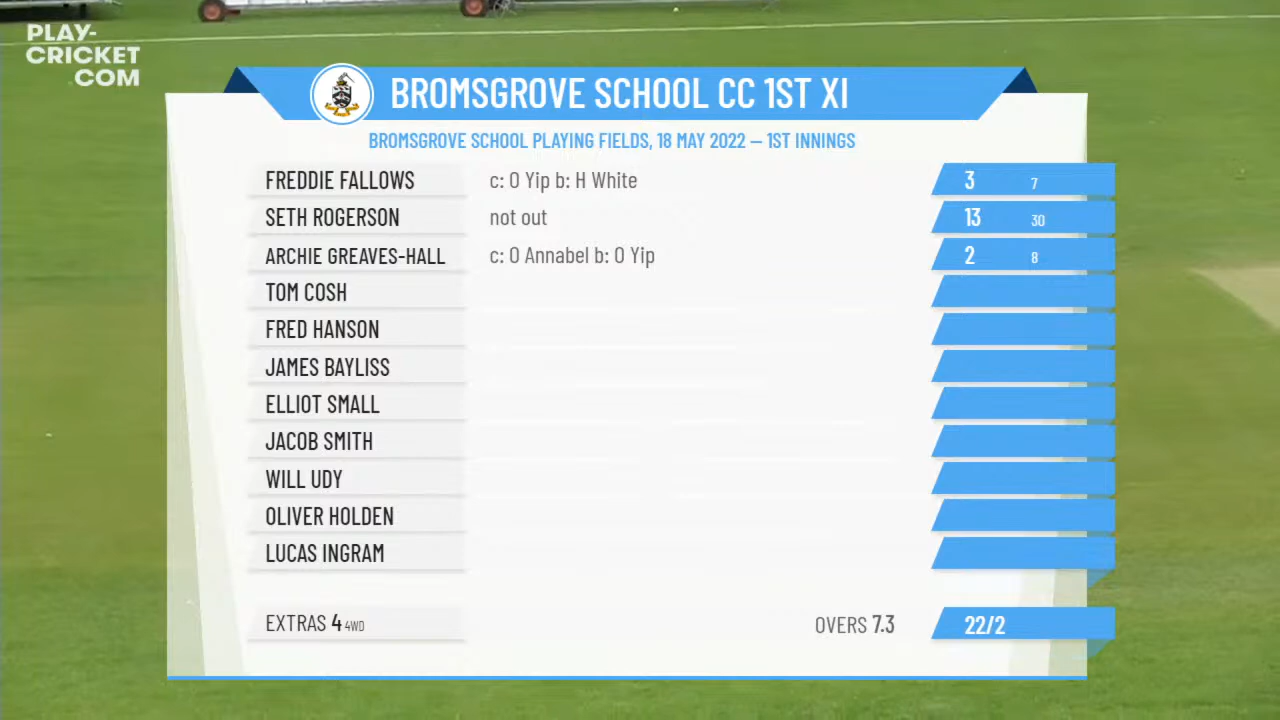 PLAY-
CRICKET
.COM
BROMSGROVE SCHOOL CC 1ST XI
BROMSGROVE SCHOOL PLAYING FIELDS, 18 MAY 2022 – 1ST INNINGS
FREDDIE FALLOWS c: O Yip b: H White 3 7
SETH ROGERSON not out 13 30
ARCHIE GREAVES-HALL c: O Annabel b: O Yip 2 8
TOM COSH
FRED HANSON
JAMES BAYLISS
ELLIOT SMALL
JACOB SMITH
WILL UDY
OLIVER HOLDEN
LUCAS INGRAM
EXTRAS 4 4WD OVERS 7.3 22/2